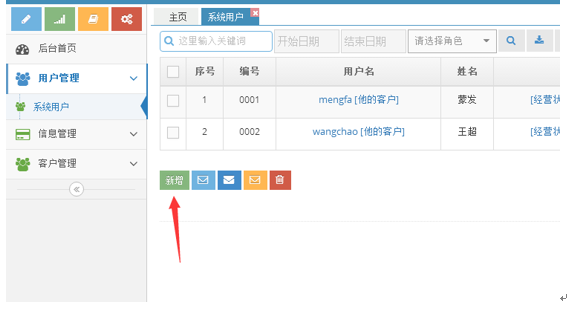 主页 系统用户
这里输入关键词 开始日期 结束日期 请选择角色
后台首页
用户管理
系统用户
信息管理
客户管理
序号 编号 用户名 姓名
1 0001 mengfa [他的客户] 蒙发 [经营状
2 0002 wangchao [他的客户] 王超 [经营状
新增